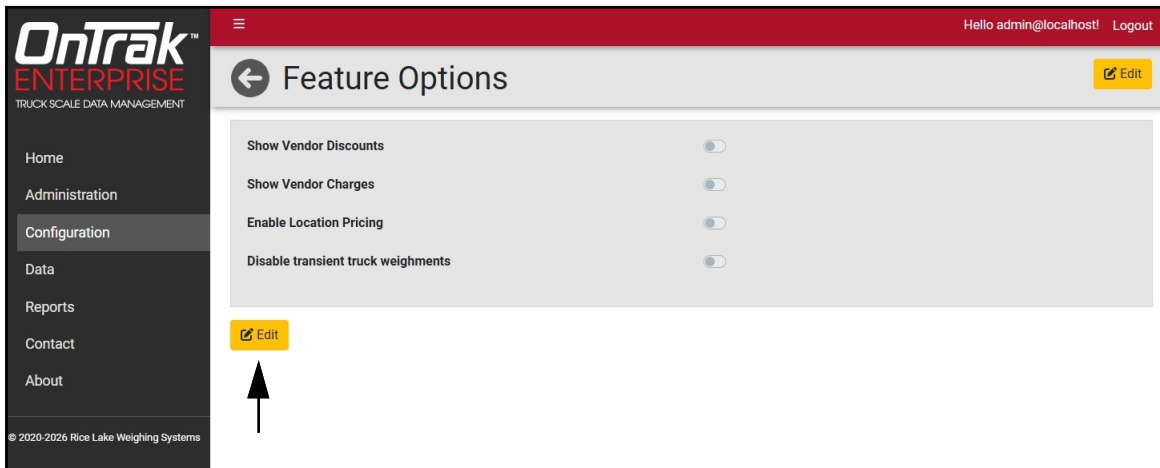 OnTrak™
ENTERPRISE
TRUCK SCALE DATA MANAGEMENT
Home
Administration
Configuration
Data
Reports
Contact
About
© 2020-2026 Rice Lake Weighing Systems
Hello admin@localhost! Logout
Feature Options
Edit
Show Vendor Discounts
Show Vendor Charges
Enable Location Pricing
Disable transient truck weighments
Edit